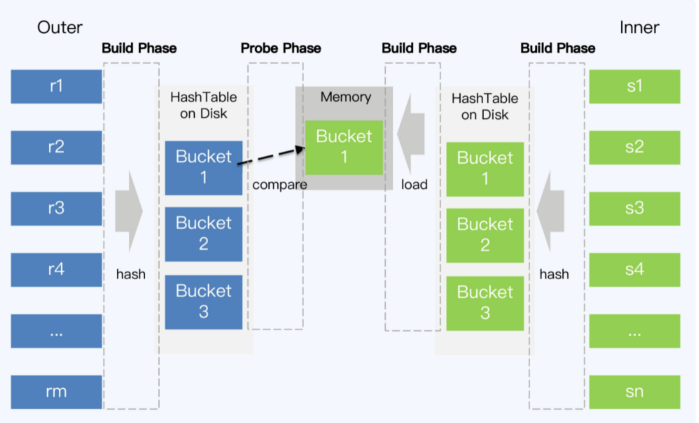 Outer
Inner
Build Phase
Probe Phase
Build Phase
Build Phase
r1
r2
r3
r4
...
rm
hash
HashTable
on Disk
Bucket
1
Bucket
2
Bucket
3
compare
Memory
Bucket
1
load
HashTable
on Disk
Bucket
1
Bucket
2
Bucket
3
hash
s1
s2
s3
s4
...
sn